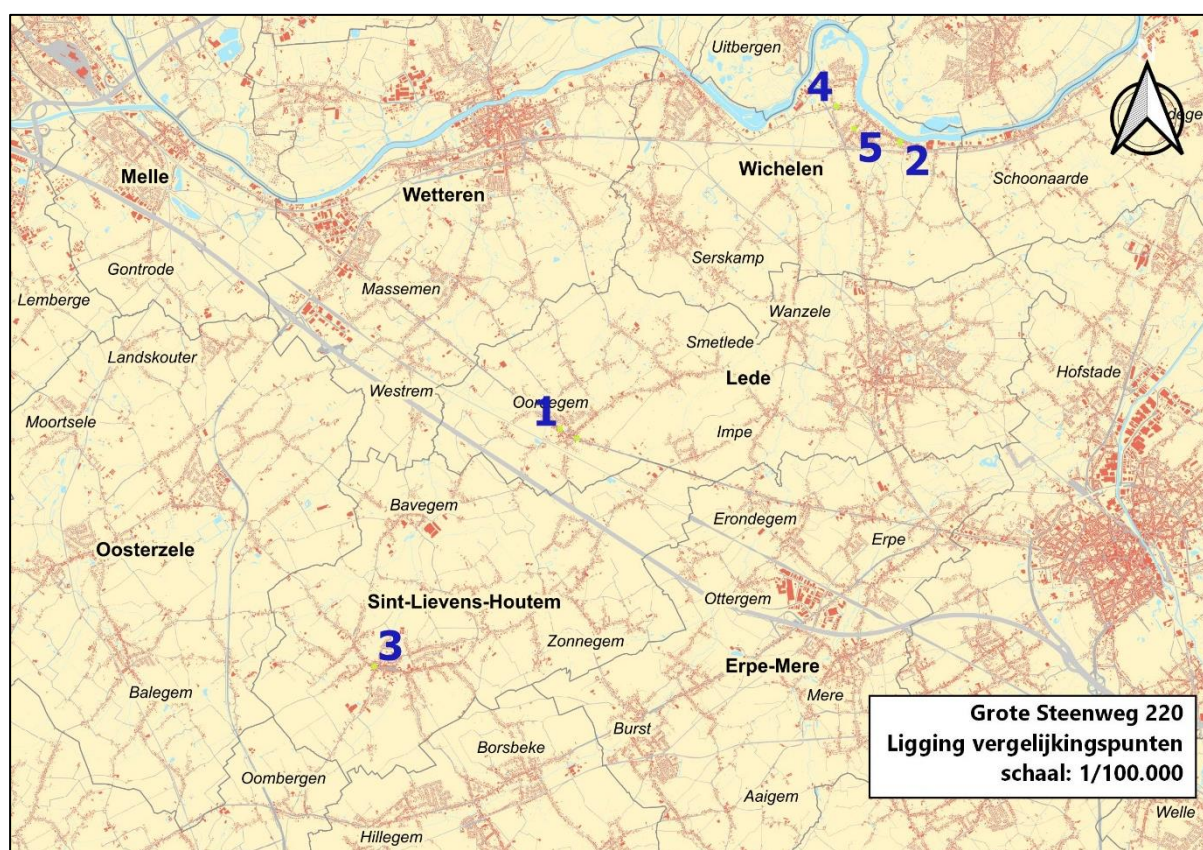 Uitbergen
N
4
5
2
Melle
Wetteren
Wichelen
Schoonaarde
Gontrode
Serskamp
Lemberge
Massemen
Wanzele
Landskouter
Smetlede
Hofstade
Westrem
Lede
Moortsele
1
Oordegem
Impe
Bavegem
Erondegem
Erpe
Oosterzele
Sint-Lievens-Houtem
Ottergem
3
Zonnegem
Erpe-Mere
Mere
Balegem
Burst
Borsbeke
Oombergen
Aaigem
Hillegem
Welle
Grote Steenweg 220
Ligging vergelijkingspunten
schaal: 1/100.000